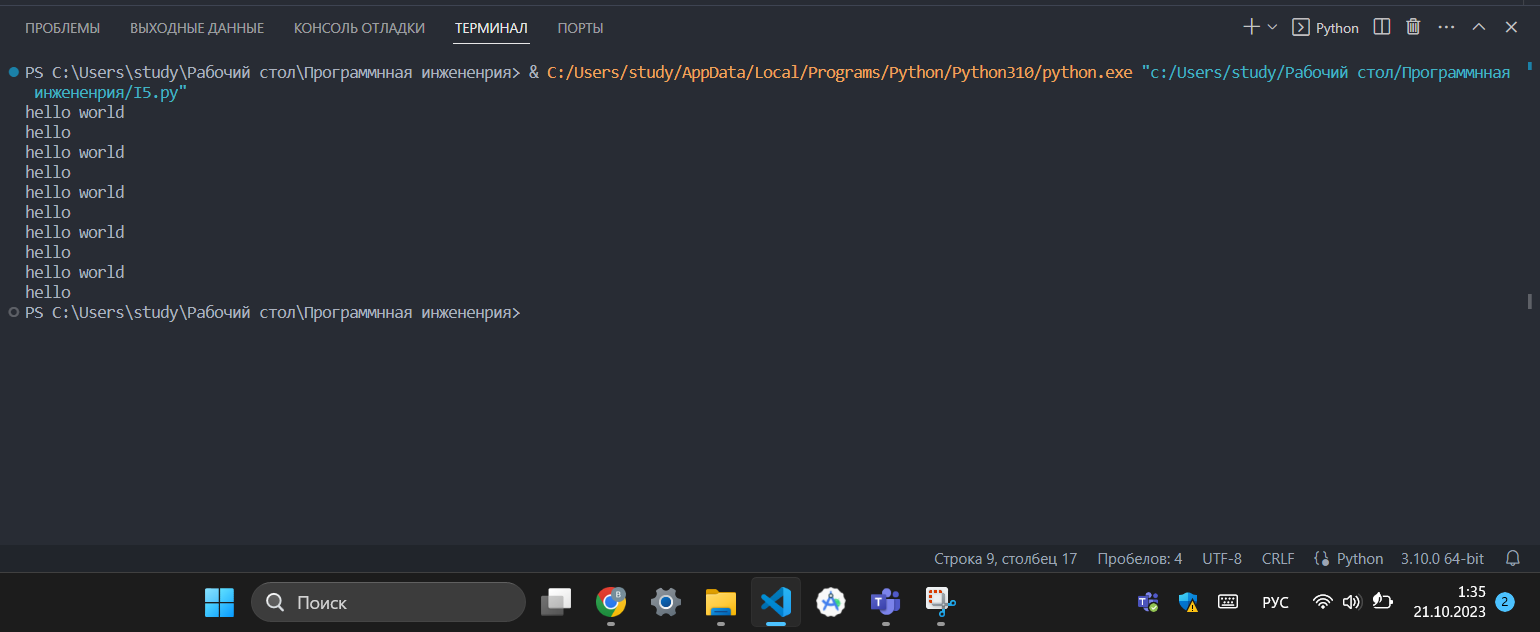 ПРОБЛЕМЫ ВЫХОДНЫЕ ДАННЫЕ КОНСОЛЬ ОТЛАДКИ ТЕРМИНАЛ ПОРТЫ Python
PS C:\Users\study\Рабочий стол\Программнная инжененрия> & C:/Users/study/AppData/Local/Programs/Python/Python310/python.exe "c:/Users/study/Рабочий стол/Программнная
инжененрия/I5.py"
hello world
hello
hello world
hello
hello world
hello
hello world
hello
hello world
hello
PS C:\Users\study\Рабочий стол\Программнная инжененрия>
Строка 9, столбец 17 Пробелов: 4 UTF-8 CRLF Python 3.10.0 64-bit
Поиск РУС 1:35
21.10.2023 2